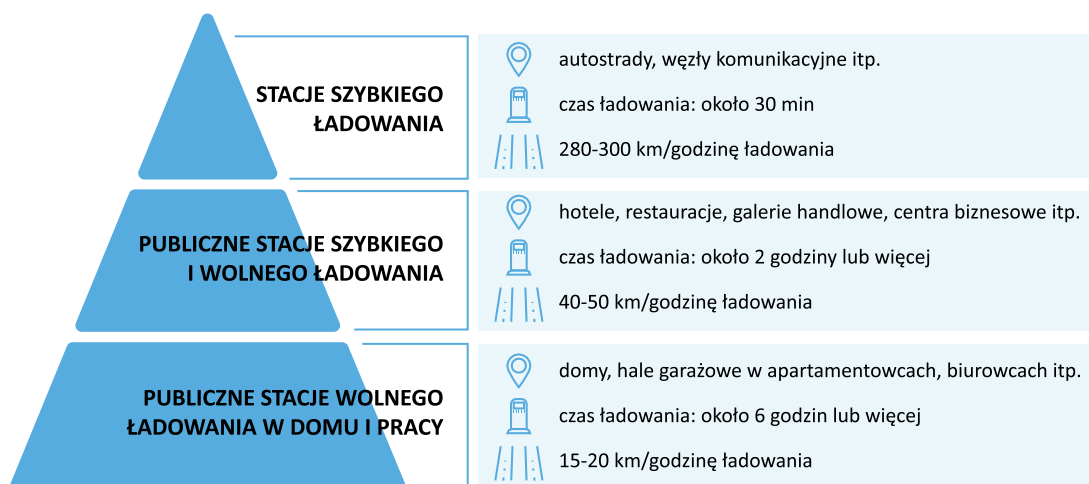 STACJE SZYBKIEGO
ŁADOWANIA
autostrady, węzły komunikacyjne itp.
czas ładowania: około 30 min
280-300 km/godzinę ładowania
PUBLICZNE STACJE SZYBKIEGO
I WOLNEGO ŁADOWANIA
hotele, restauracje, galerie handlowe, centra biznesowe itp.
czas ładowania: około 2 godziny lub więcej
40-50 km/godzinę ładowania
PUBLICZNE STACJE WOLNEGO
ŁADOWANIA W DOMU I PRACY
domy, hale garażowe w apartamentowcach, biurowcach itp.
czas ładowania: około 6 godzin lub więcej
15-20 km/godzinę ładowania